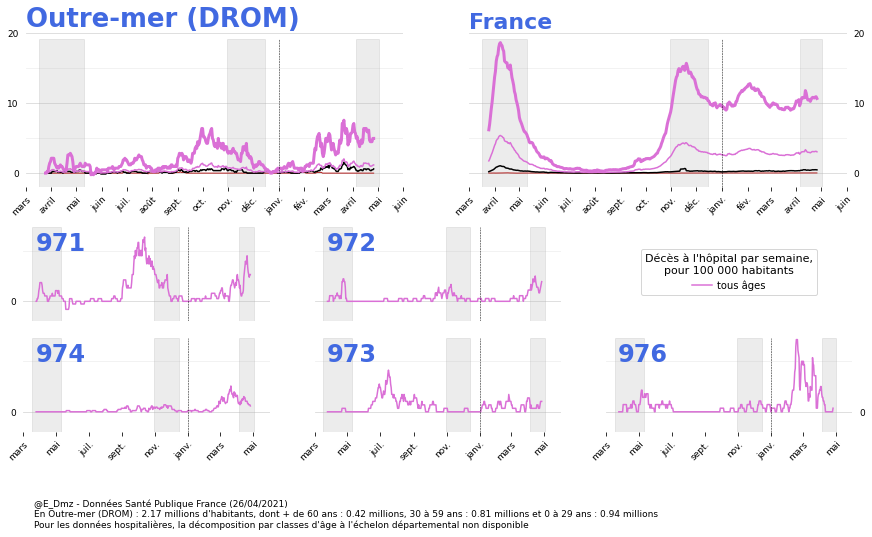 Outre-mer (DROM)
France
20
20
10
10
0
0
mars avril mai juin juil. août sept. oct. nov. déc. janv. fév. mars avril mai juin
mars avril mai juin juil. août sept. oct. nov. déc. janv. fév. mars avril mai juin
971
972
Décès à l'hôpital par semaine,
pour 100 000 habitants
tous âges
0
974
973
976
0
0
mars mai juil. sept. nov. janv. mars mai
mars mai juil. sept. nov. janv. mars mai
mars mai juil. sept. nov. janv. mars mai
@E_Dmz - Données Santé Publique France (26/04/2021)
En Outre-mer (DROM) : 2.17 millions d'habitants, dont + de 60 ans : 0.42 millions, 30 à 59 ans : 0.81 millions et 0 à 29 ans : 0.94 millions
Pour les données hospitalières, la décomposition par classes d'âge à l'échelon départemental non disponible